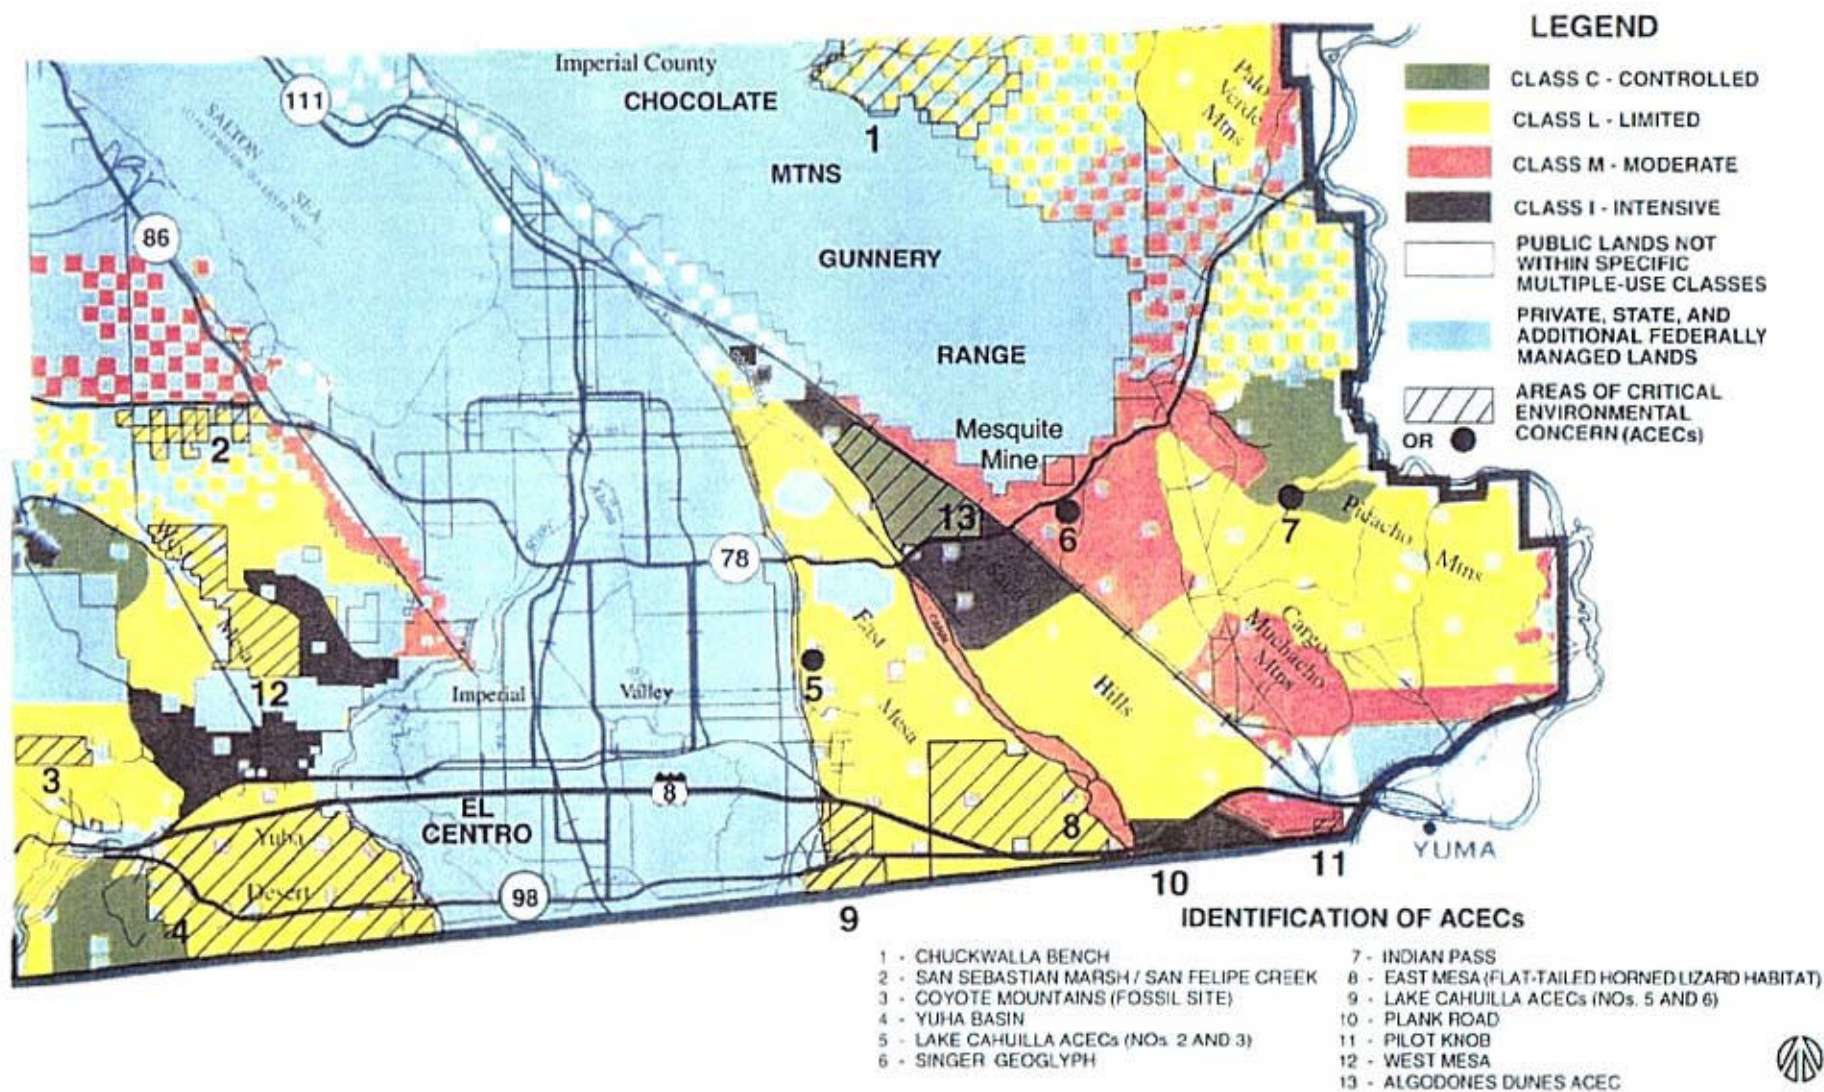 LEGEND
CLASS C - CONTROLLED
CLASS L - LIMITED
CLASS M - MODERATE
CLASS I - INTENSIVE
PUBLIC LANDS NOT
WITHIN SPECIFIC
MULTIPLE-USE CLASSES
PRIVATE, STATE, AND
ADDITIONAL FEDERALLY
MANAGED LANDS
AREAS OF CRITICAL
ENVIRONMENTAL
CONCERN (ACECs)
OR
Imperial County
CHOCOLATE
MTNS
GUNNERY
RANGE
111
SALTON
SEA
86
1
Palo
Verde
Mtns
2
Mesquite
Mine
13
6
7
Picacho
Mtns
78
West
Mesa
12
Imperial
Valley
5
East
Mesa
Sand
Hills
CANAL
Cargo
Muchacho
Mtns
3
8
EL
CENTRO
Yuha
Desert
98
4
8
9
10
11
YUMA
IDENTIFICATION OF ACECs
1 - CHUCKWALLA BENCH
2 - SAN SEBASTIAN MARSH / SAN FELIPE CREEK
3 - COYOTE MOUNTAINS (FOSSIL SITE)
4 - YUHA BASIN
5 - LAKE CAHUILLA ACECs (NOs. 2 AND 3)
6 - SINGER GEOGLYPH
7 - INDIAN PASS
8 - EAST MESA (FLAT-TAILED HORNED LIZARD HABITAT)
9 - LAKE CAHUILLA ACECs (NOs. 5 AND 6)
10 - PLANK ROAD
11 - PILOT KNOB
12 - WEST MESA
13 - ALGODONES DUNES ACEC